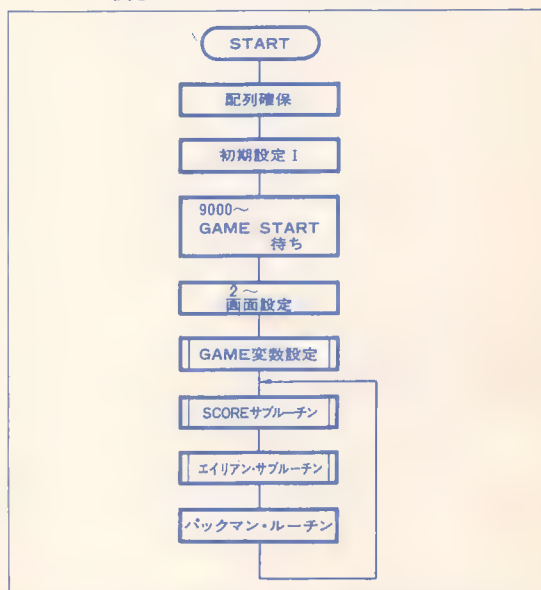 START
配列確保
初期設定 I
9000～
GAME START
待ち
2～
画面設定
GAME変数設定
SCOREサブルーチン
エイリアン・サブルーチン
パックマン・ルーチン